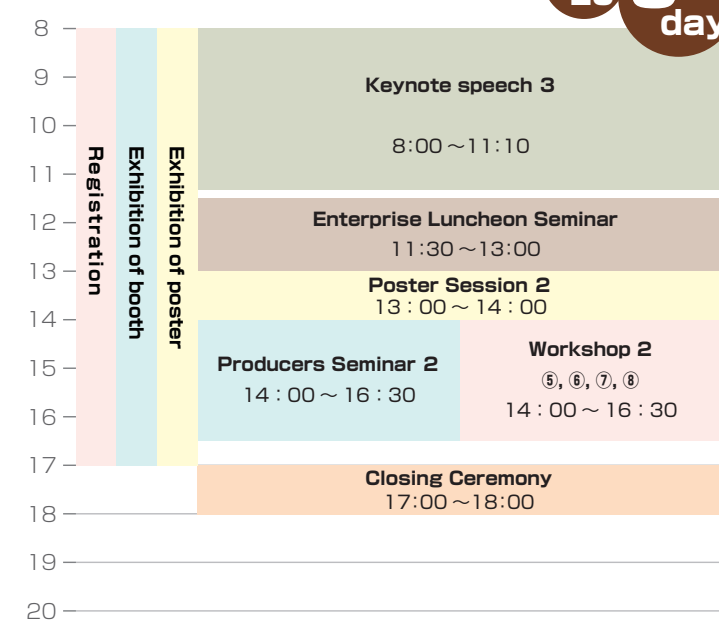 day
8
9
10
11
12
13
14
15
16
17
18
19
20
Registration
Exhibition of booth
Exhibition of poster
Keynote speech 3
8:00～11:10
Enterprise Luncheon Seminar
11:30～13:00
Poster Session 2
13：00～14：00
Producers Seminar 2
14：00～16：30
Workshop 2
⑤, ⑥, ⑦, ⑧
14：00～16：30
Closing Ceremony
17:00～18:00